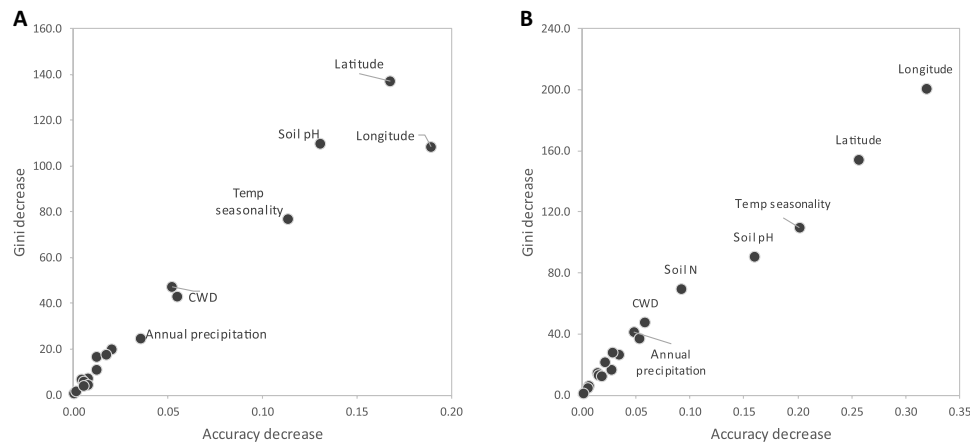 A
160.0
140.0
120.0
100.0
80.0
60.0
40.0
20.0
0.0
Gini decrease
Latitude
Soil pH
Longitude
Temp
seasonality
CWD
Annual precipitation
0.00
0.05
0.10
0.15
0.20
Accuracy decrease
B
240.0
200.0
160.0
120.0
80.0
40.0
0.0
Gini decrease
Longitude
Latitude
Temp seasonality
Soil pH
Soil N
CWD
Annual
precipitation
0.00
0.05
0.10
0.15
0.20
0.25
0.30
0.35
Accuracy decrease